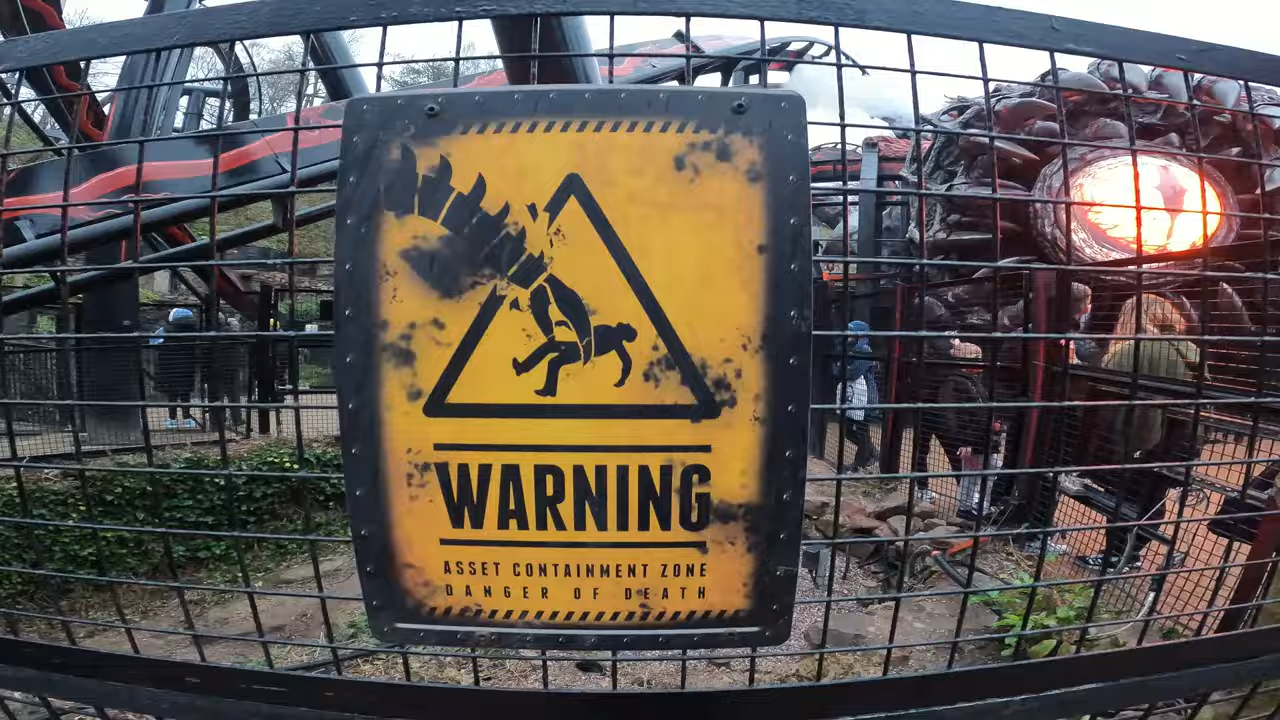 WARNING
ASSET CONTAINMENT ZONE
DANGER OF DEATH